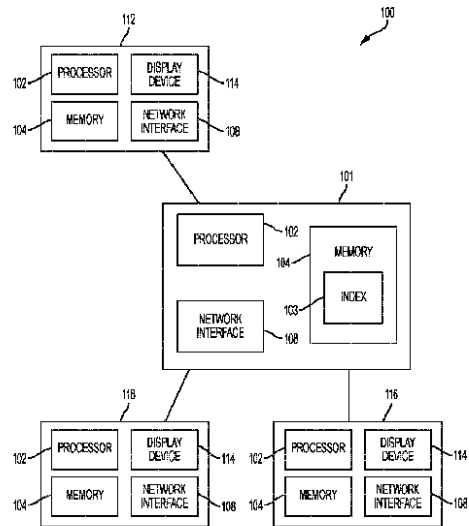 100
112
102
PROCESSOR
DISPLAY
DEVICE
114
104
MEMORY
NETWORK
INTERFACE
108
101
PROCESSOR
102
104
MEMORY
103
INDEX
NETWORK
INTERFACE
108
118
102
PROCESSOR
DISPLAY
DEVICE
114
104
MEMORY
NETWORK
INTERFACE
108
116
102
PROCESSOR
DISPLAY
DEVICE
114
104
MEMORY
NETWORK
INTERFACE
108